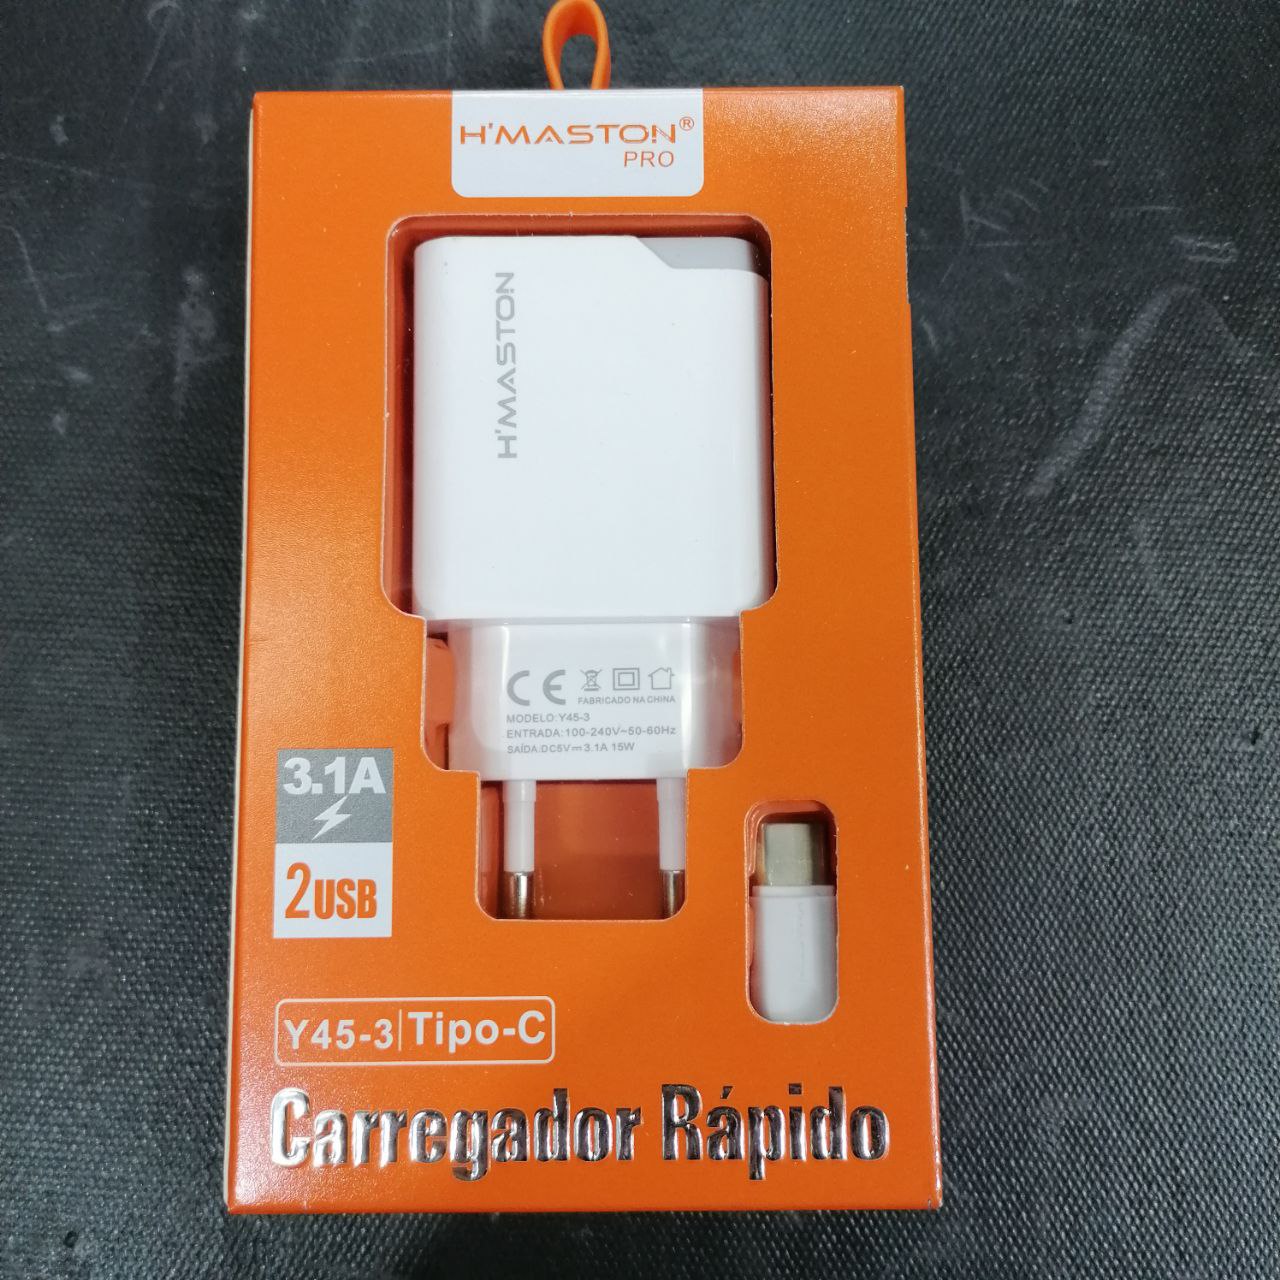 H'MASTON®
PRO
H'MASTON
CE
FABRICADO NA CHINA
MODELO:Y45-3
ENTRADA:100-240V~50-60Hz
SAÍDA:DC5V⎓3.1A 15W
3.1A
2USB
Y45-3|Tipo-C
Carregador Rápido